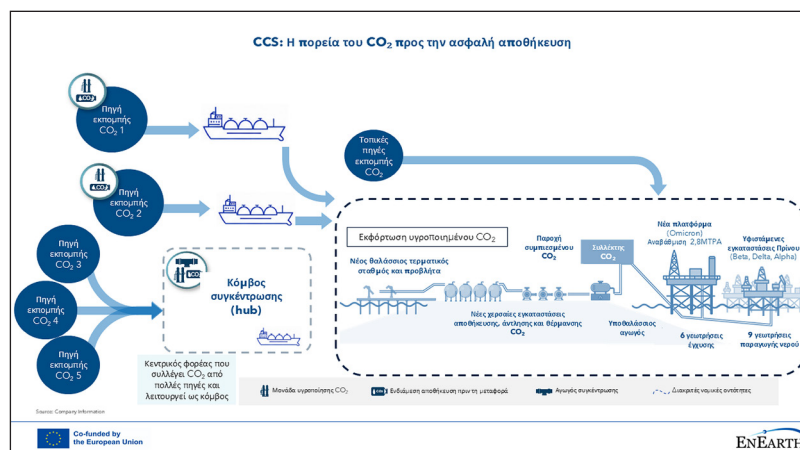 CCS: Η πορεία του CO₂ προς την ασφαλή αποθήκευση
Πηγή
εκπομπής
CO₂ 1
Πηγή
εκπομπής
CO₂ 2
Πηγή
εκπομπής
CO₂ 3
Πηγή
εκπομπής
CO₂ 4
Πηγή
εκπομπής
CO₂ 5
Κόμβος
συγκέντρωσης
(hub)
Κεντρικός φορέας που
συλλέγει CO₂ από
πολλές πηγές και
λειτουργεί ως κόμβος
Τοπικές
πηγές
εκπομπής
CO₂
Εκφόρτωση υγροποιημένου CO₂
Νέος θαλάσσιος τερματικός
σταθμός και προβλήτα
Παροχή
συμπιεσμένου
CO₂
Συλλέκτης
CO₂
Νέα πλατφόρμα
(Omicron)
Αναβάθμιση 2,8MTPA
Υφιστάμενες
εγκαταστάσεις Πρίνου
(Beta, Delta, Alpha)
Νέες χερσαίες εγκαταστάσεις
αποθήκευσης, άντλησης και θέρμανσης
CO₂
Υποθαλάσσιος
αγωγός
6 γεωτρήσεις
έγχυσης
9 γεωτρήσεις
παραγωγής νερού
Μονάδα υγροποίησης CO₂
Ενδιάμεση αποθήκευση πριν τη μεταφορά
Αγωγός συγκέντρωσης
Διακριτές νομικές οντότητες
Source: Company Information
Co-funded by
the European Union
ENEARTH